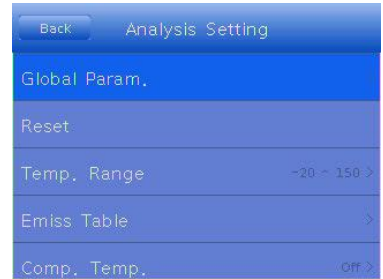 Back Analysis Setting
Global Param.
Reset
Temp. Range -20 ~ 150 >
Emiss Table >
Comp. Temp. Off >